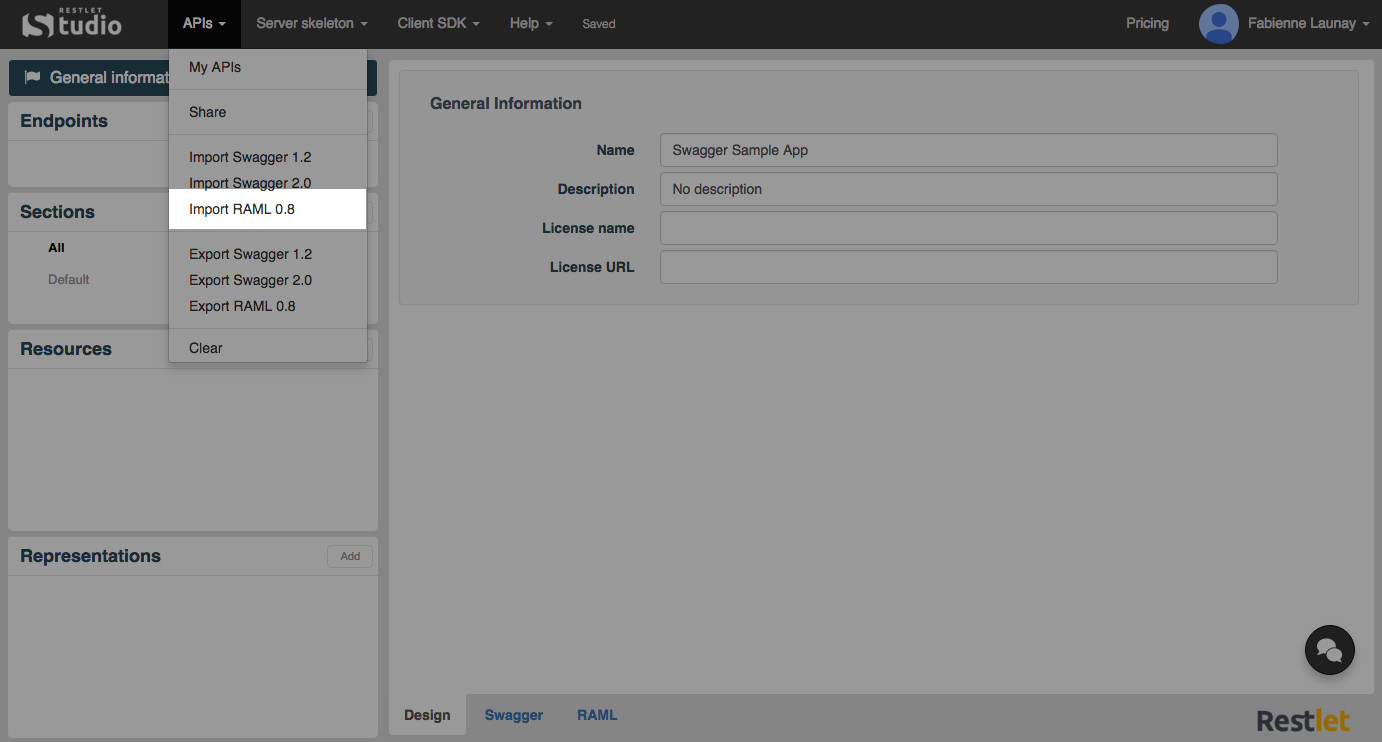 RESTLET
Studio
APIs
Server skeleton
Client SDK
Help
Saved
Pricing
Fabienne Launay
General informat
Endpoints
Sections
All
Default
Resources
Representations
Add
My APIs
Share
Import Swagger 1.2
Import Swagger 2.0
Import RAML 0.8
Export Swagger 1.2
Export Swagger 2.0
Export RAML 0.8
Clear
General Information
Name
Swagger Sample App
Description
No description
License name
License URL
Design
Swagger
RAML
Restlet